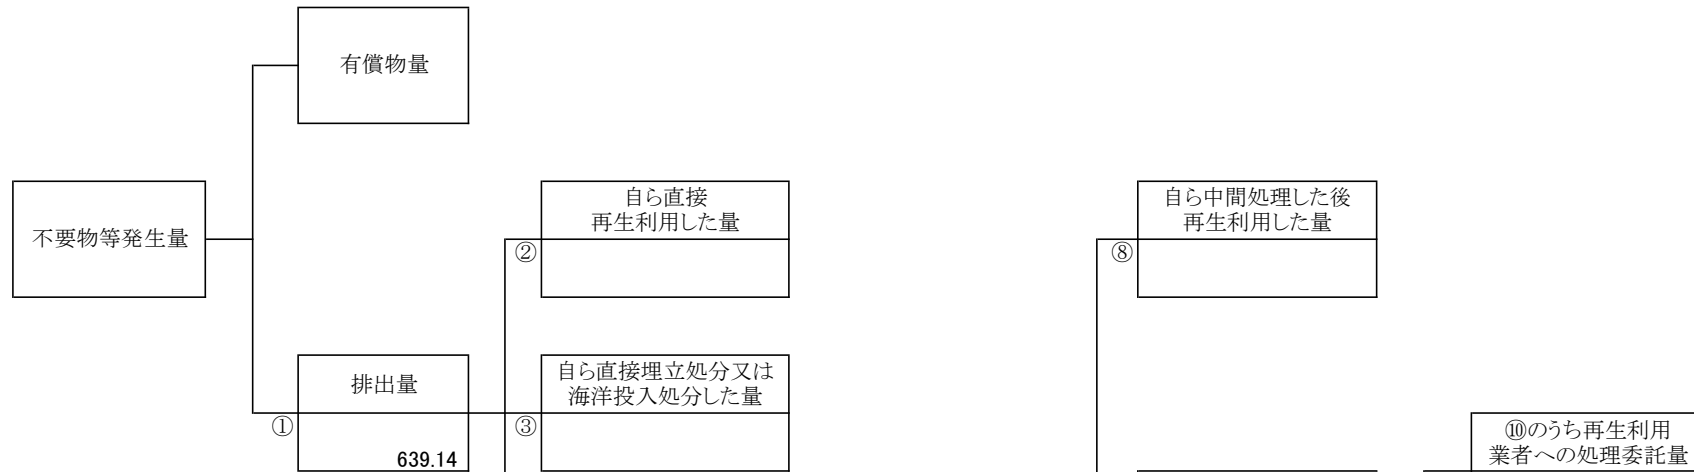 有償物量
不要物等発生量
自ら直接
再生利用した量
②
自ら中間処理した後
再生利用した量
⑧
排出量
①
639.14
自ら直接埋立処分又は
海洋投入処分した量
③
⑩のうち再生利用
業者への処理委託量